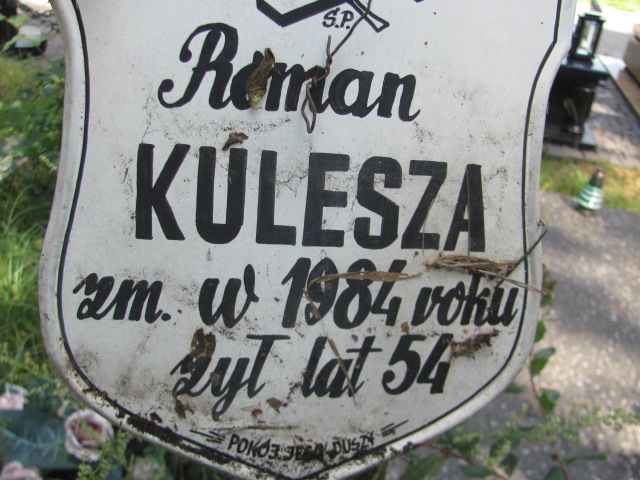 Ś.P.
Roman
KULESZA
zm. w 1984 roku
żył lat 54
POKÓJ JEGO DUSZY